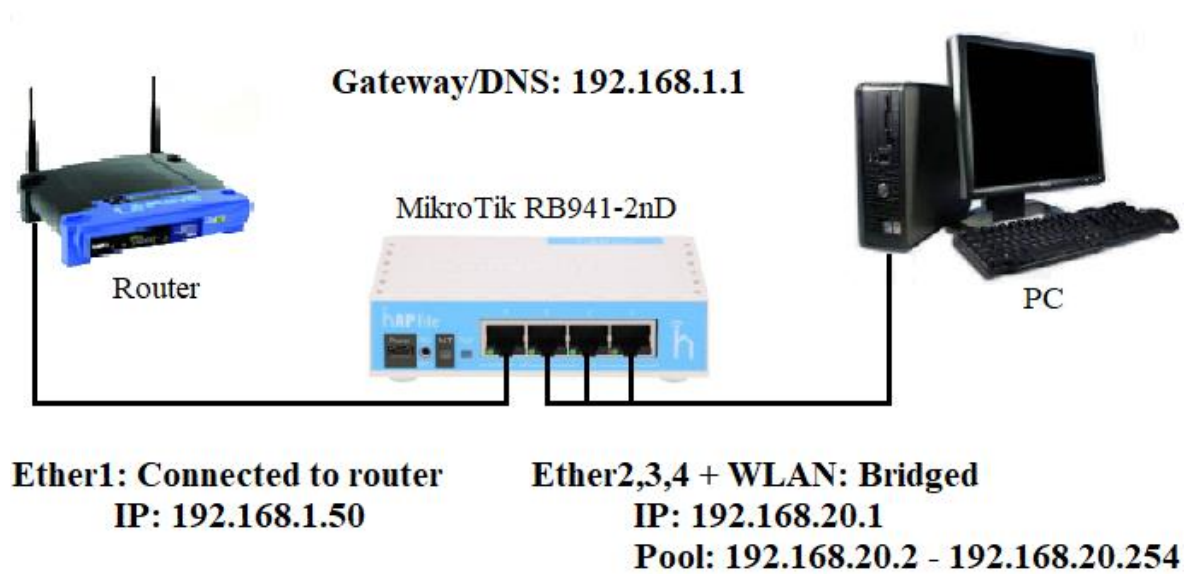 Gateway/DNS: 192.168.1.1
MikroTik RB941-2nD
Router
hAP lite
PC
Ether1: Connected to router
IP: 192.168.1.50
Ether2,3,4 + WLAN: Bridged
IP: 192.168.20.1
Pool: 192.168.20.2 - 192.168.20.254